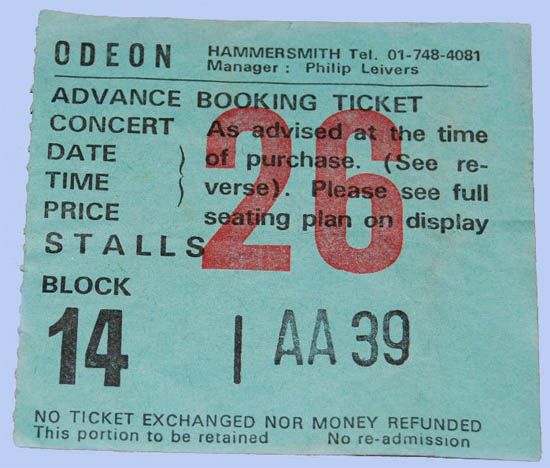 ODEON HAMMERSMITH Tel. 01-748-4081
Manager : Philip Leivers
ADVANCE BOOKING TICKET
CONCERT As advised at the time
DATE of purchase. (See re-
TIME verse). Please see full
PRICE seating plan on display
26
STALLS
BLOCK
14 | AA 39
NO TICKET EXCHANGED NOR MONEY REFUNDED
This portion to be retained No re-admission